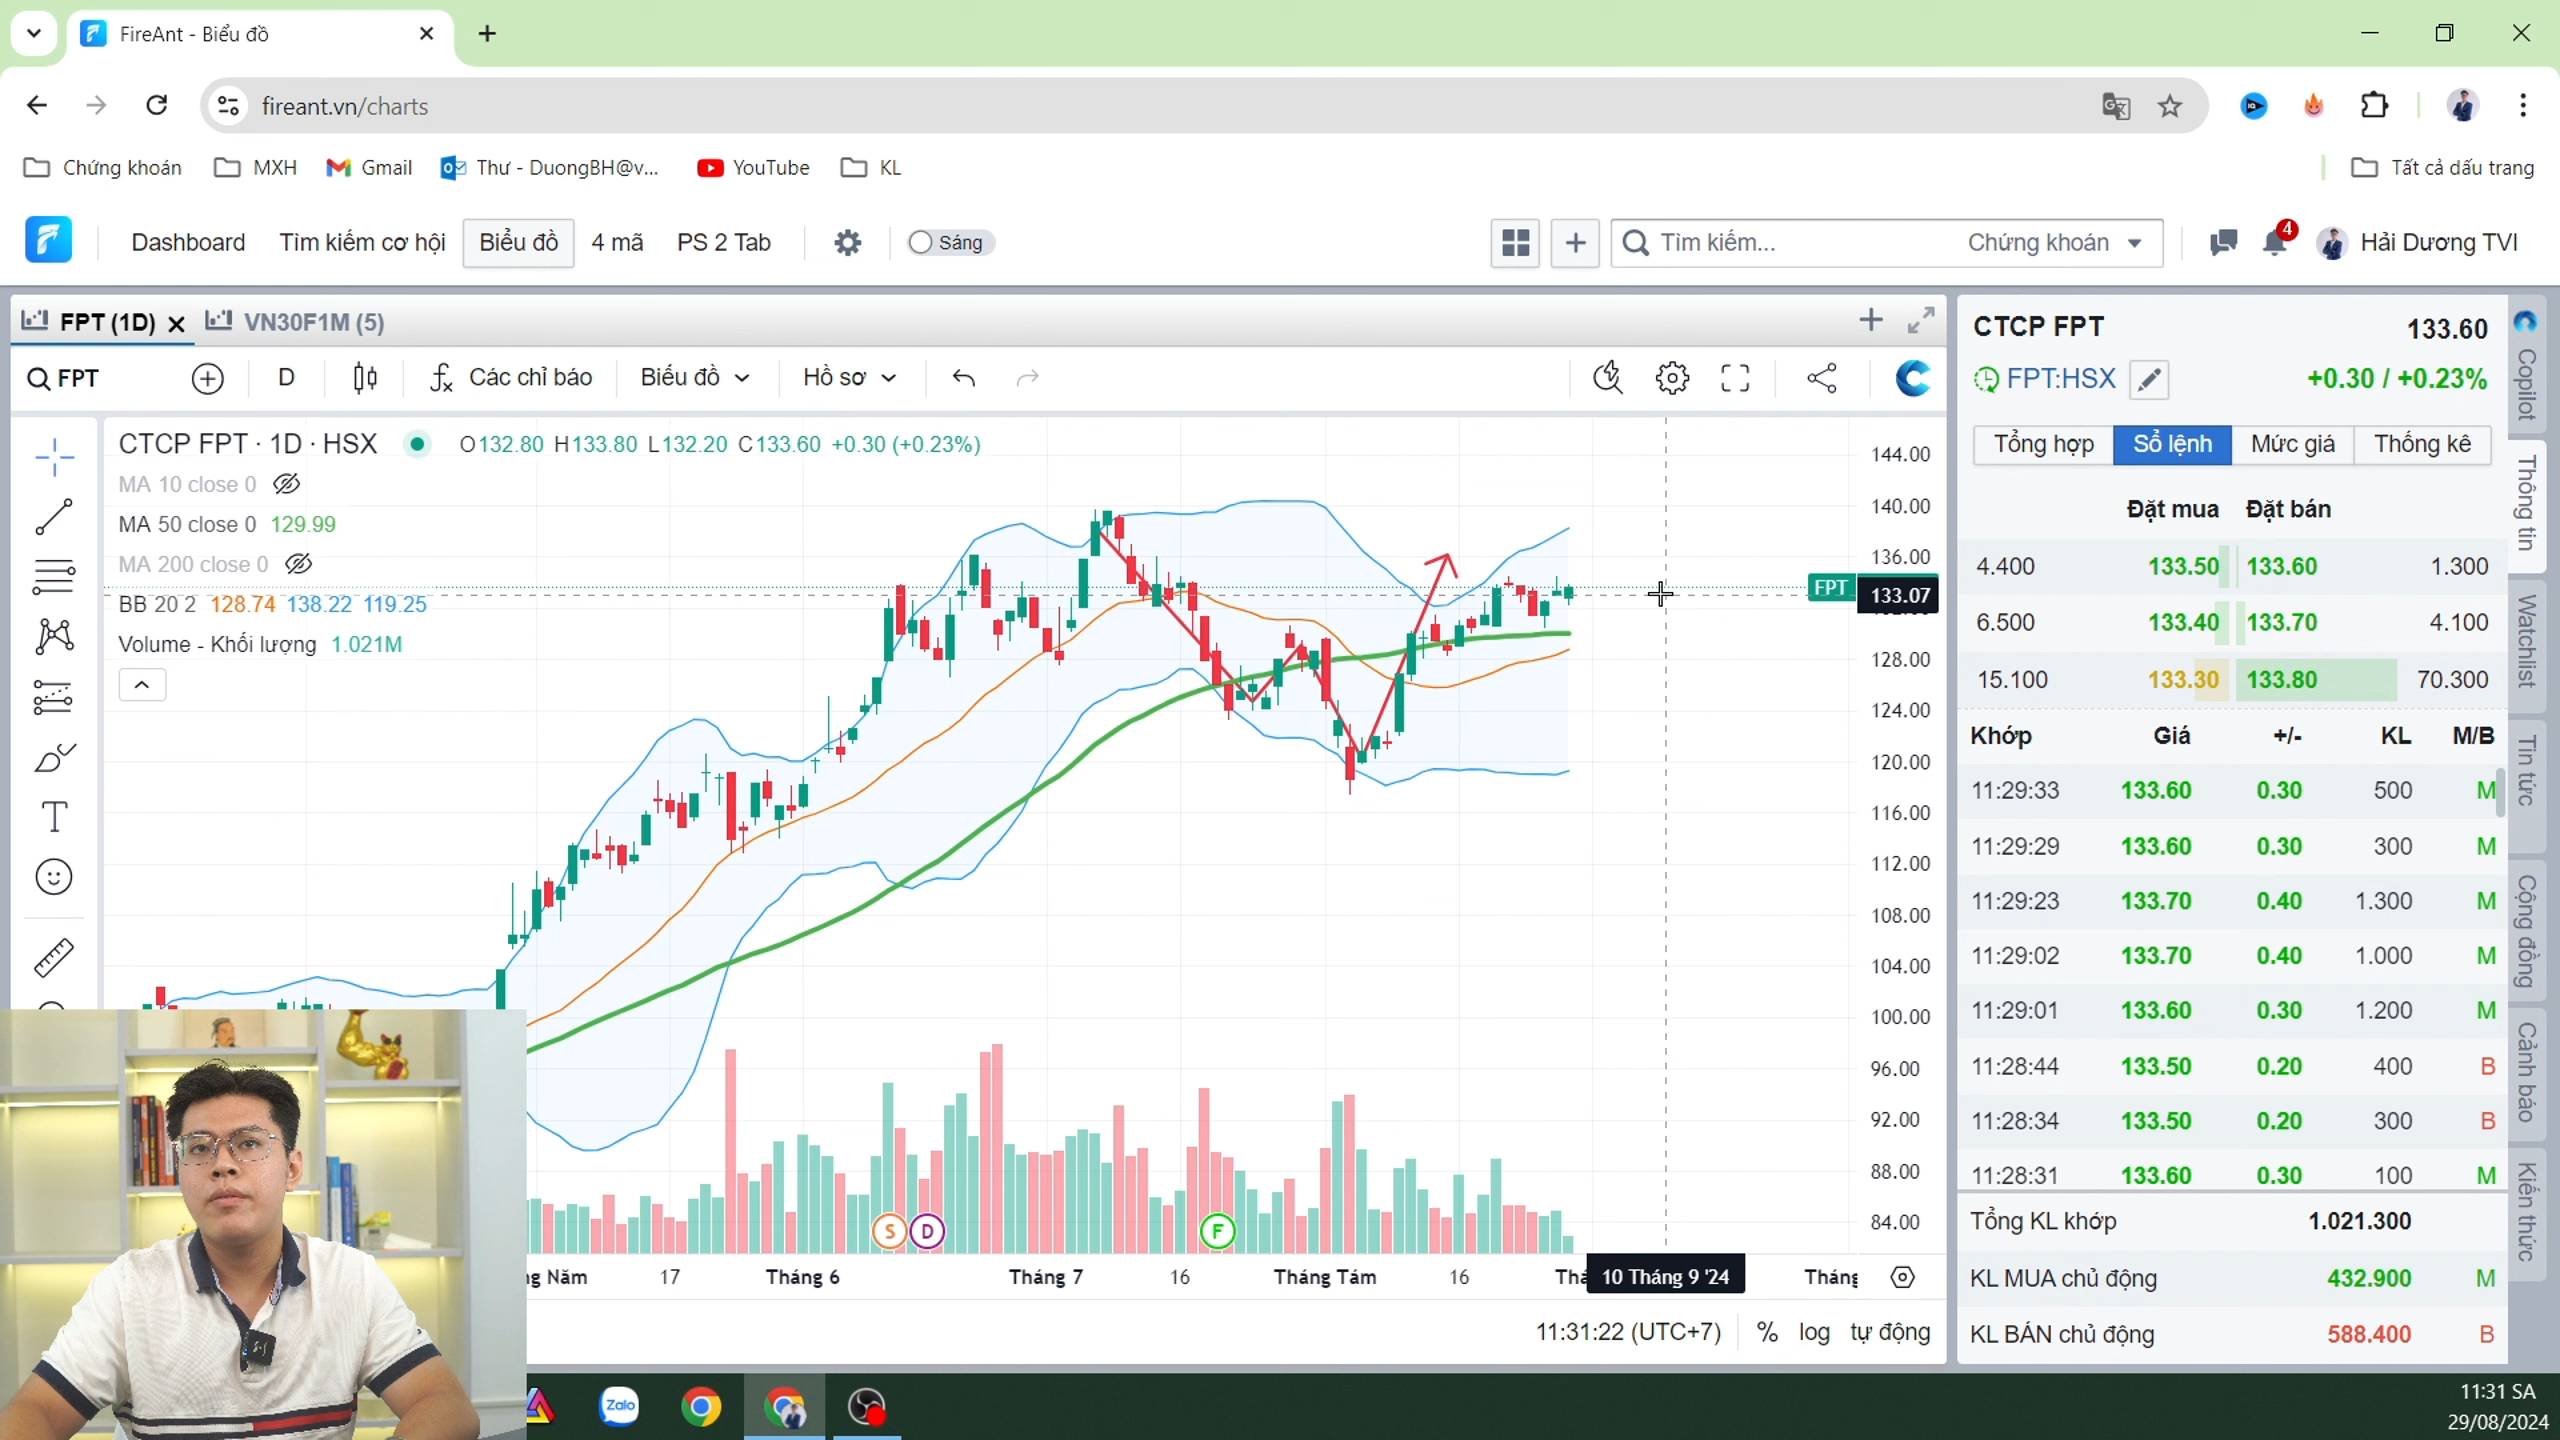 FireAnt - Biểu đồ
fireant.vn/charts
Chứng khoán MXH Gmail Thư - DuongBH@v... YouTube KL Tất cả dấu trang
Dashboard Tìm kiếm cơ hội Biểu đồ 4 mã PS 2 Tab Sáng Tìm kiếm... Chứng khoán 4 Hải Dương TVI
FPT (1D) VN30F1M (5)
FPT D Các chỉ báo Biểu đồ Hồ sơ
CTCP FPT · 1D · HSX O132.80 H133.80 L132.20 C133.60 +0.30 (+0.23%)
MA 10 close 0
MA 50 close 0 129.99
MA 200 close 0
BB 20 2 128.74 138.22 119.25
Volume - Khối lượng 1.021M
144.00
140.00
136.00
FPT 133.07
128.00
124.00
120.00
116.00
112.00
108.00
104.00
100.00
96.00
92.00
88.00
84.00
S D F
17 Tháng 6 Tháng 7 16 Tháng Tám 16 10 Tháng 9 '24
11:31:22 (UTC+7) % log tự động
CTCP FPT 133.60
FPT:HSX +0.30 / +0.23%
Tổng hợp Sổ lệnh Mức giá Thống kê
Đặt mua Đặt bán
4.400 133.50 133.60 1.300
6.500 133.40 133.70 4.100
15.100 133.30 133.80 70.300
Khớp Giá +/- KL M/B
11:29:33 133.60 0.30 500 M
11:29:29 133.60 0.30 300 M
11:29:23 133.70 0.40 1.300 M
11:29:02 133.70 0.40 1.000 M
11:29:01 133.60 0.30 1.200 M
11:28:44 133.50 0.20 400 B
11:28:34 133.50 0.20 300 B
11:28:31 133.60 0.30 100 M
Tổng KL khớp 1.021.300
KL MUA chủ động 432.900 M
KL BÁN chủ động 588.400 B
Copilot
Thông tin
Watchlist
Tin tức
Cộng đồng
Cảnh báo
Kiến thức
Zalo
11:31 SA
29/08/2024